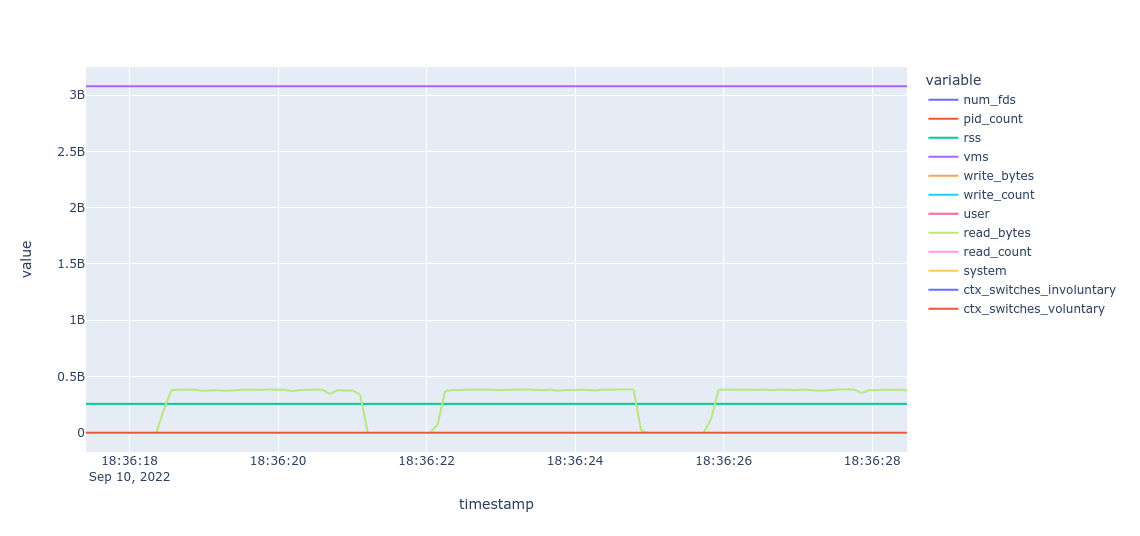 value
3B
2.5B
2B
1.5B
1B
0.5B
0
18:36:18
Sep 10, 2022
18:36:20
18:36:22
18:36:24
18:36:26
18:36:28
timestamp
variable
num_fds
pid_count
rss
vms
write_bytes
write_count
user
read_bytes
read_count
system
ctx_switches_involuntary
ctx_switches_voluntary